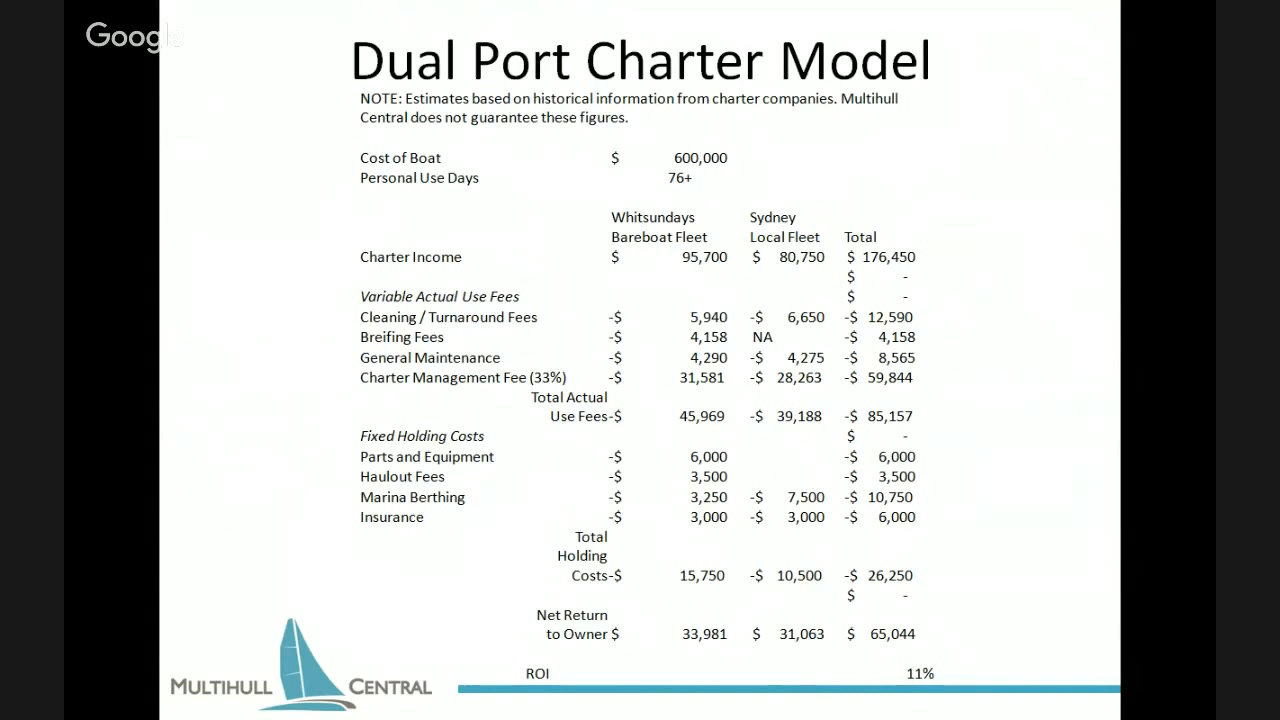 Google
Dual Port Charter Model
NOTE: Estimates based on historical information from charter companies. Multihull
Central does not guarantee these figures.
Cost of Boat $ 600,000
Personal Use Days 76+
Whitsundays Sydney
Bareboat Fleet Local Fleet Total
Charter Income $ 95,700 $ 80,750 $ 176,450
$ -
Variable Actual Use Fees $ -
Cleaning / Turnaround Fees -$ 5,940 -$ 6,650 -$ 12,590
Breifing Fees -$ 4,158 NA -$ 4,158
General Maintenance -$ 4,290 -$ 4,275 -$ 8,565
Charter Management Fee (33%) -$ 31,581 -$ 28,263 -$ 59,844
Total Actual
Use Fees -$ 45,969 -$ 39,188 -$ 85,157
Fixed Holding Costs $ -
Parts and Equipment -$ 6,000 -$ 6,000
Haulout Fees -$ 3,500 -$ 3,500
Marina Berthing -$ 3,250 -$ 7,500 -$ 10,750
Insurance -$ 3,000 -$ 3,000 -$ 6,000
Total
Holding
Costs -$ 15,750 -$ 10,500 -$ 26,250
$ -
Net Return
to Owner $ 33,981 $ 31,063 $ 65,044
ROI 11%
MULTIHULL CENTRAL